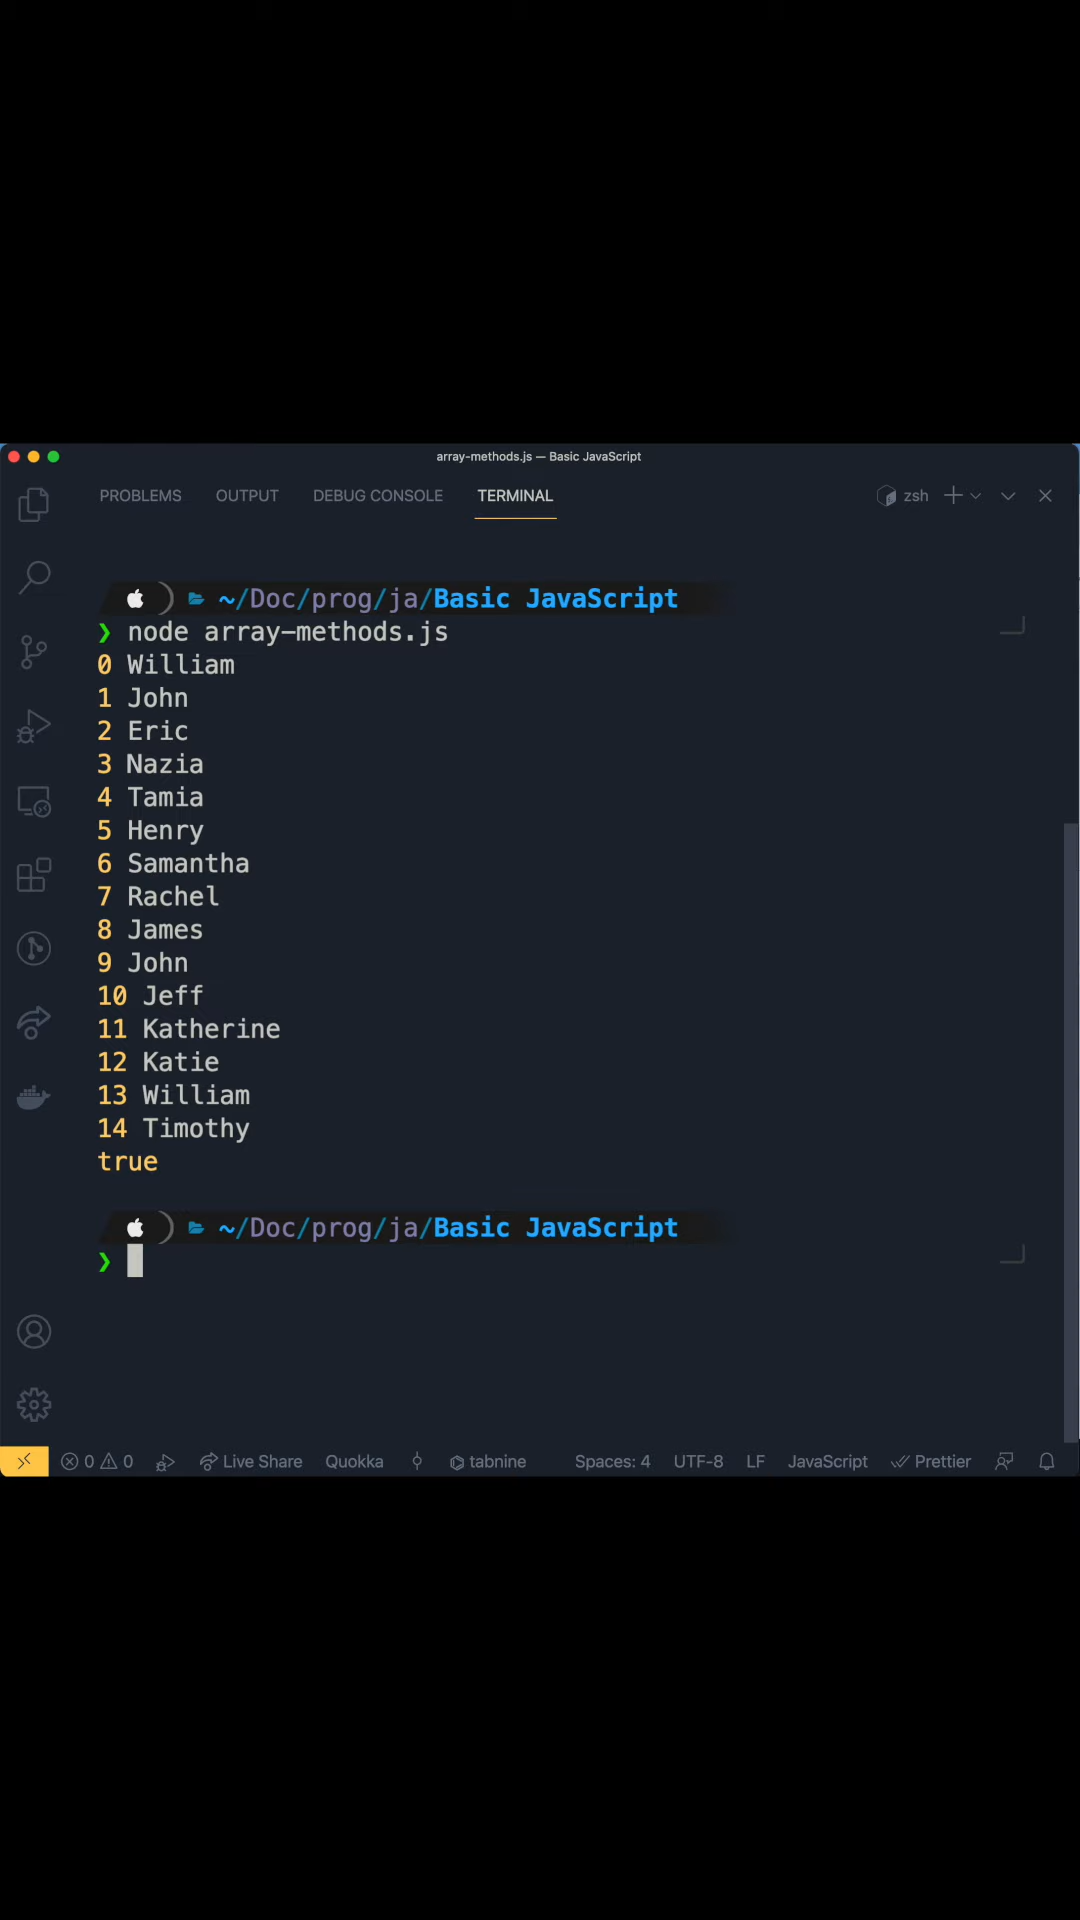 array-methods.js — Basic JavaScript
PROBLEMS OUTPUT DEBUG CONSOLE TERMINAL zsh
~/Doc/prog/ja/Basic JavaScript
❯ node array-methods.js
0 William
1 John
2 Eric
3 Nazia
4 Tamia
5 Henry
6 Samantha
7 Rachel
8 James
9 John
10 Jeff
11 Katherine
12 Katie
13 William
14 Timothy
true
~/Doc/prog/ja/Basic JavaScript
❯
0 0 Live Share Quokka tabnine Spaces: 4 UTF-8 LF JavaScript Prettier